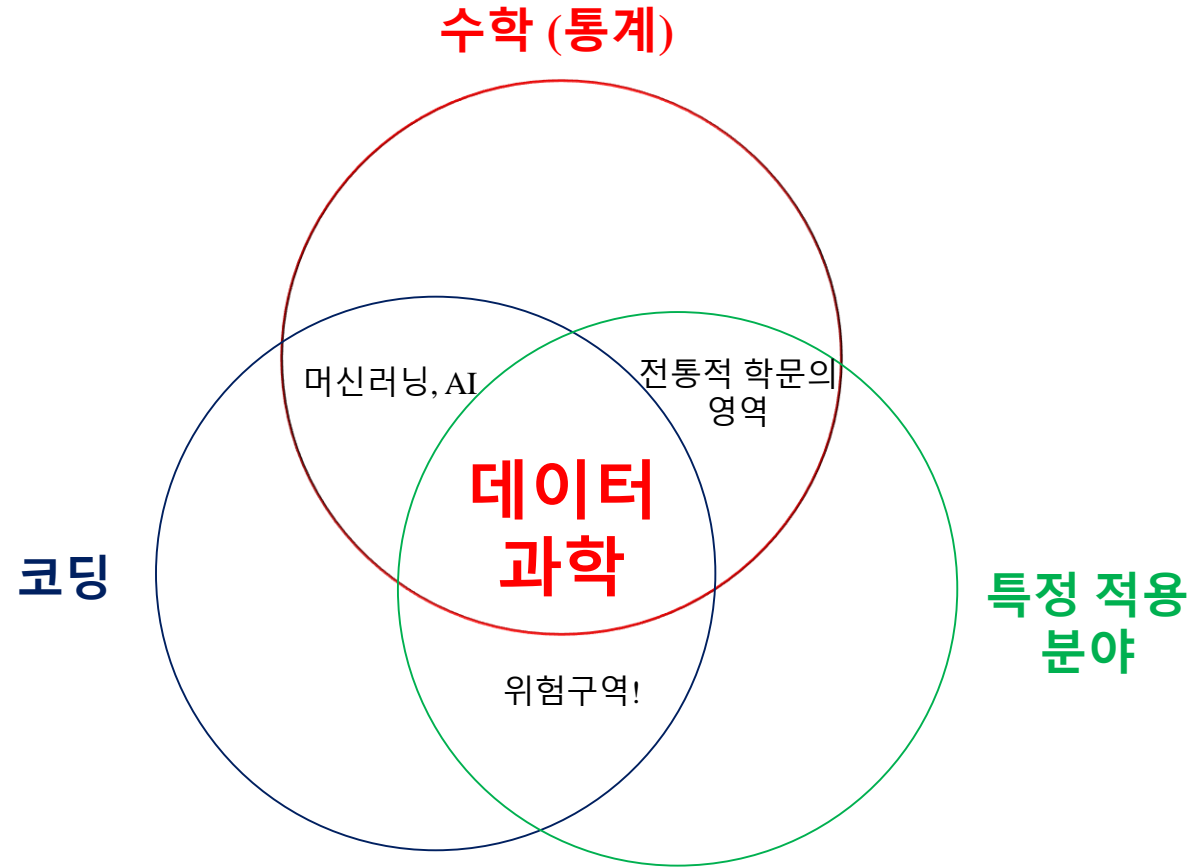 수학 (통계)
머신러닝, AI
전통적 학문의
영역
데이터
과학
코딩
특정 적용
분야
위험구역!